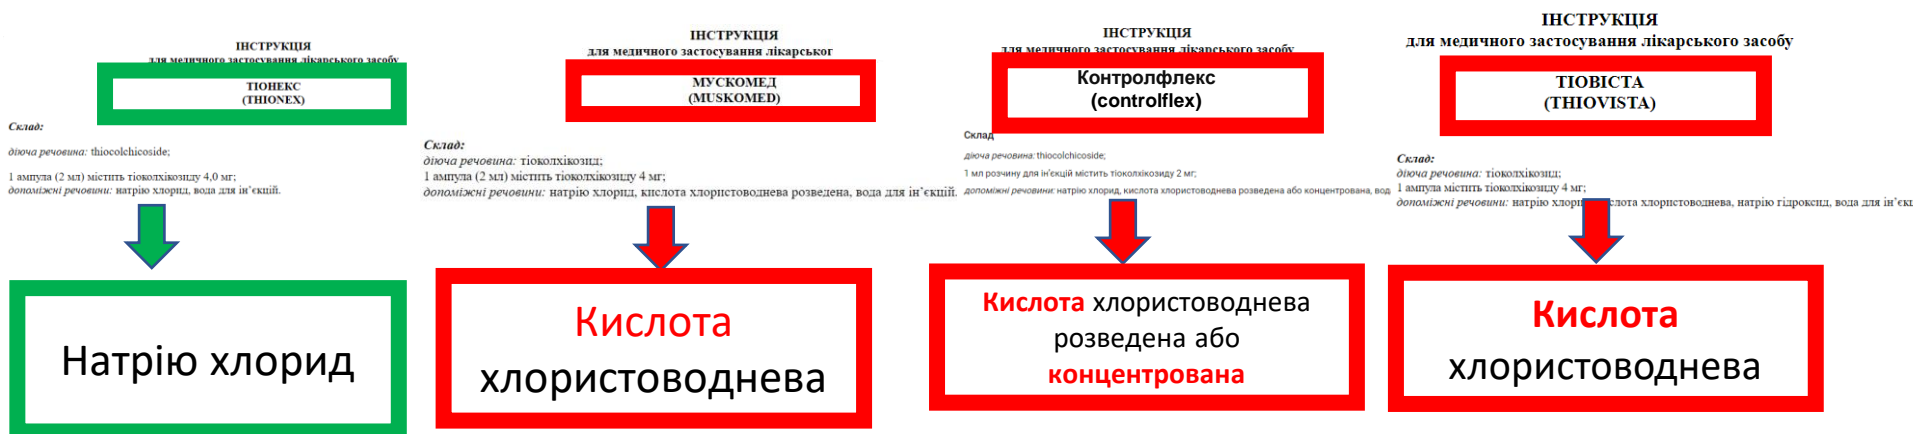 ІНСТРУКЦІЯ
для медичного застосування лікарського засобу
ТІОНЕКС
(THIONEX)
Склад:
діюча речовина: thiocolchicoside;
1 ампула (2 мл) містить тіоколхікозиду 4,0 мг;
допоміжні речовини: натрію хлорид, вода для ін’єкцій.
Натрію хлорид
ІНСТРУКЦІЯ
для медичного застосування лікарськог
МУСКОМЕД
(MUSKOMED)
Склад:
діюча речовина: тіоколхікозид;
1 ампула (2 мл) містить тіоколхікозиду 4 мг;
допоміжні речовини: натрію хлорид, кислота хлористоводнева розведена, вода для ін’єкцій.
Кислота
хлористоводнева
ІНСТРУКЦІЯ
для медичного застосування лікарського засобу
Контролфлекс
(controlflex)
Склад
діюча речовина: thiocolchicoside;
1 мл розчину для ін'єкцій містить тіоколхікозиду 2 мг;
допоміжні речовини: натрію хлорид, кислота хлористоводнева розведена або концентрована, вод
Кислота хлористоводнева
розведена або
концентрована
ІНСТРУКЦІЯ
для медичного застосування лікарського засобу
ТІОВІСТА
(THIOVISTA)
Склад:
діюча речовина: тіоколхікозид;
1 ампула містить тіоколхікозиду 4 мг;
допоміжні речовини: натрію хлорид, кислота хлористоводнева, натрію гідроксид, вода для ін’єкц
Кислота
хлористоводнева